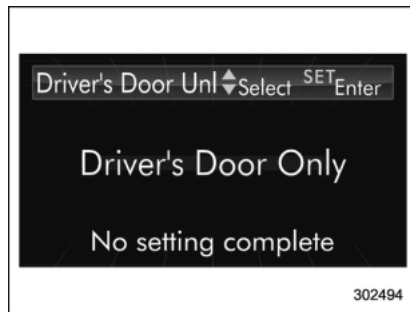 Driver's Door Unl Select SET Enter
Driver's Door Only
No setting complete
302494